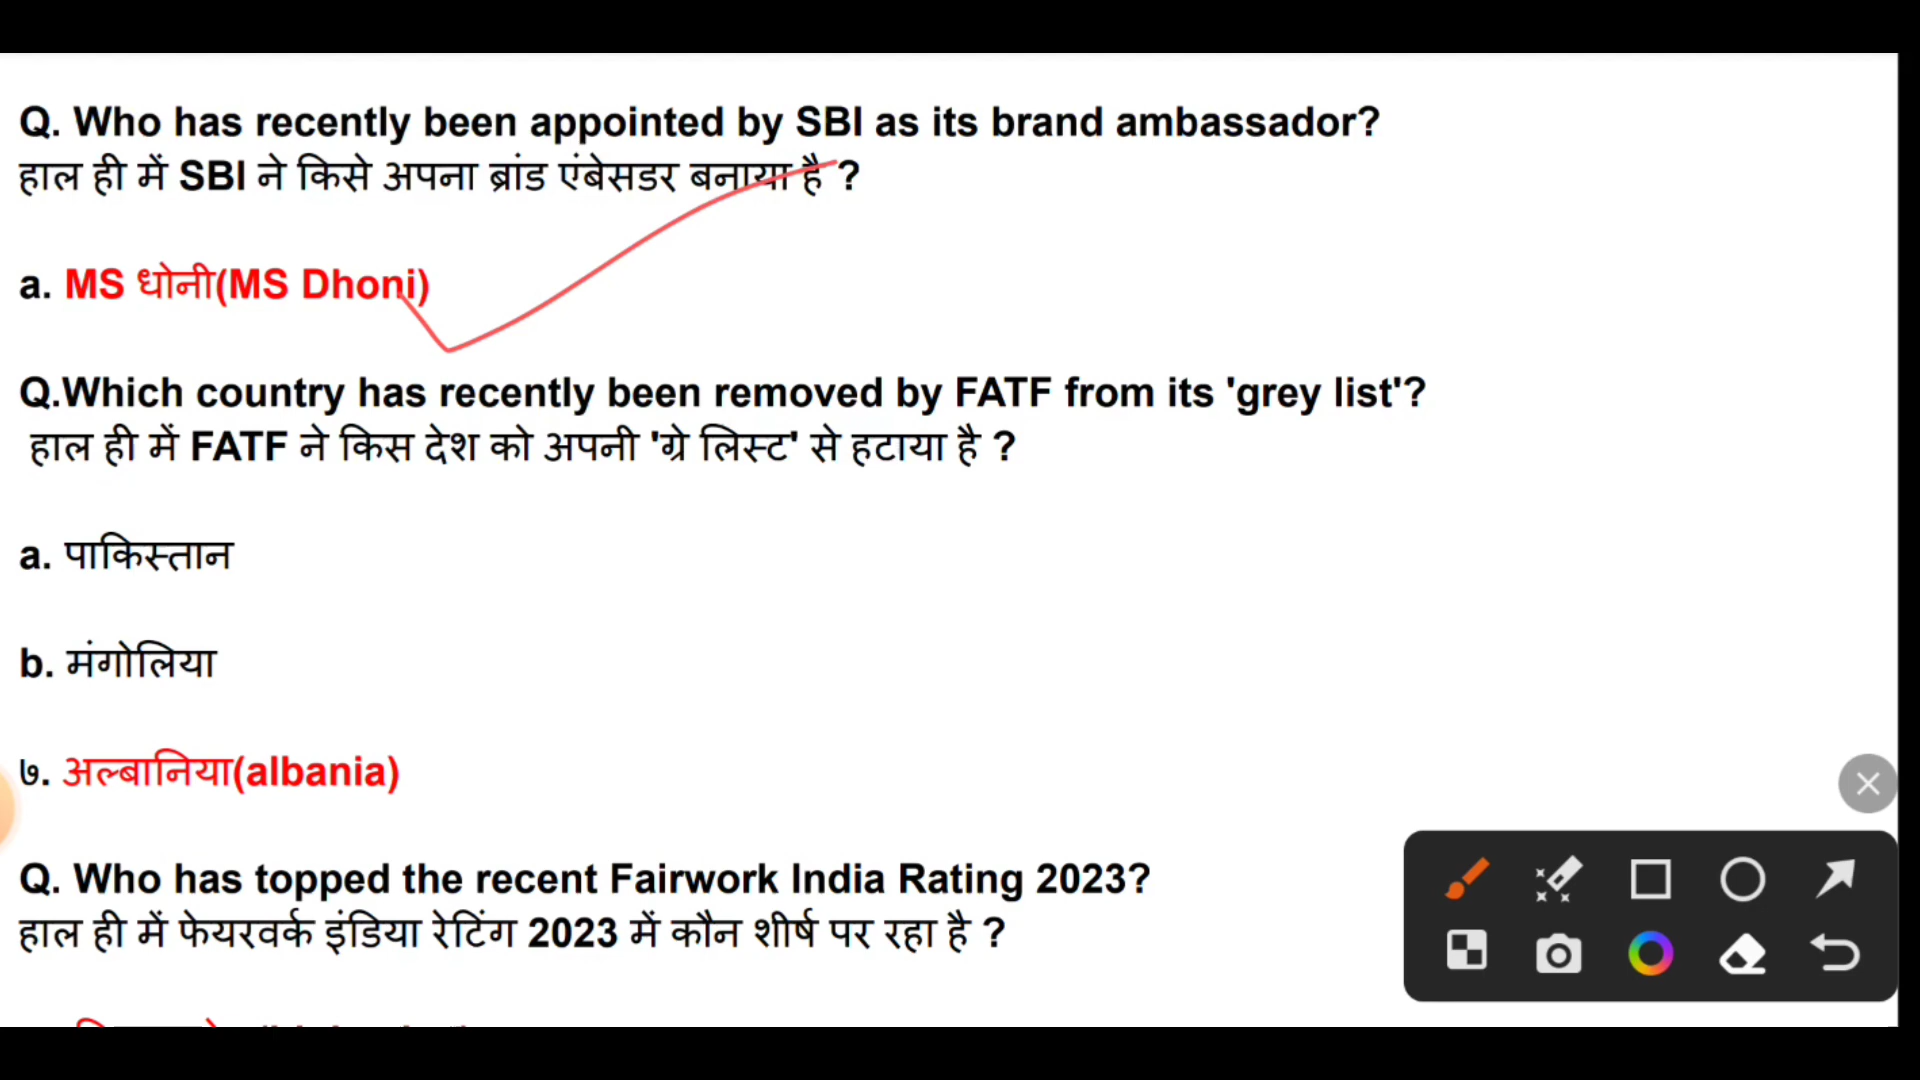 Q. Who has recently been appointed by SBI as its brand ambassador?
हाल ही में SBI ने किसे अपना ब्रांड एंबेसडर बनाया है ?
a. MS धोनी(MS Dhoni)
Q.Which country has recently been removed by FATF from its 'grey list'?
हाल ही में FATF ने किस देश को अपनी 'ग्रे लिस्ट' से हटाया है ?
a. पाकिस्तान
b. मंगोलिया
७. अल्बानिया(albania)
Q. Who has topped the recent Fairwork India Rating 2023?
हाल ही में फेयरवर्क इंडिया रेटिंग 2023 में कौन शीर्ष पर रहा है ?